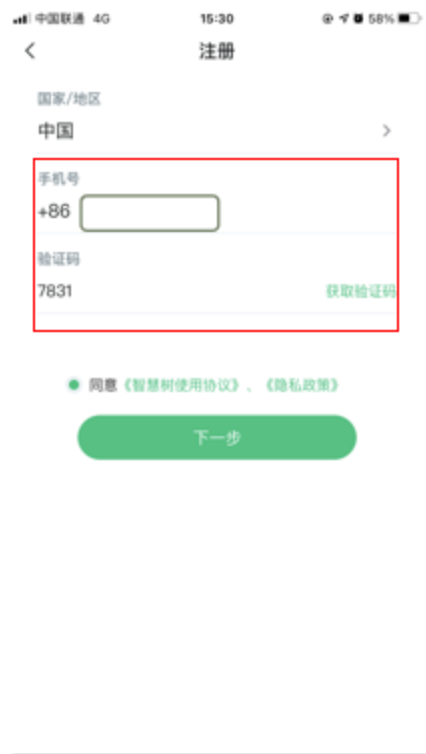 中国联通 4G 15:30 58%
注册
国家/地区
中国
手机号
+86
验证码
7831 获取验证码
同意《智慧树使用协议》、《隐私政策》
下一步